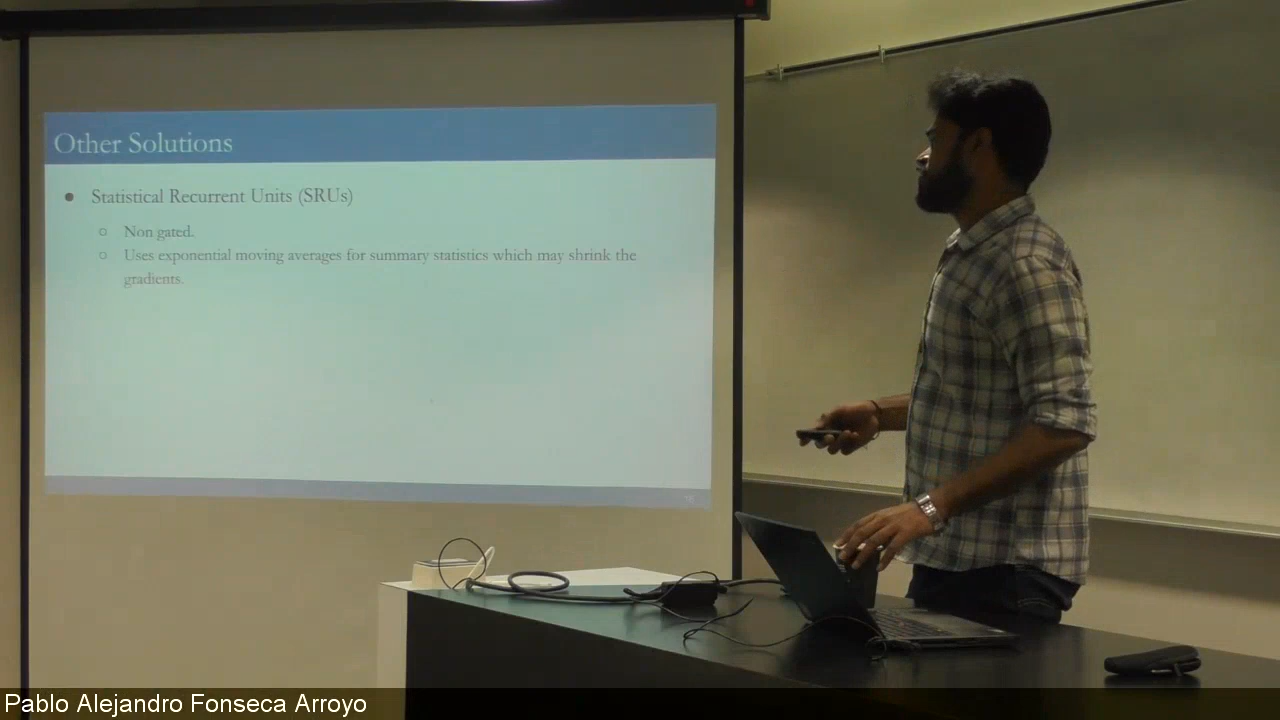 Other Solutions
● Statistical Recurrent Units (SRUs)
○ Non gated.
○ Uses exponential moving averages for summary statistics which may shrink the
gradients.
Pablo Alejandro Fonseca Arroyo